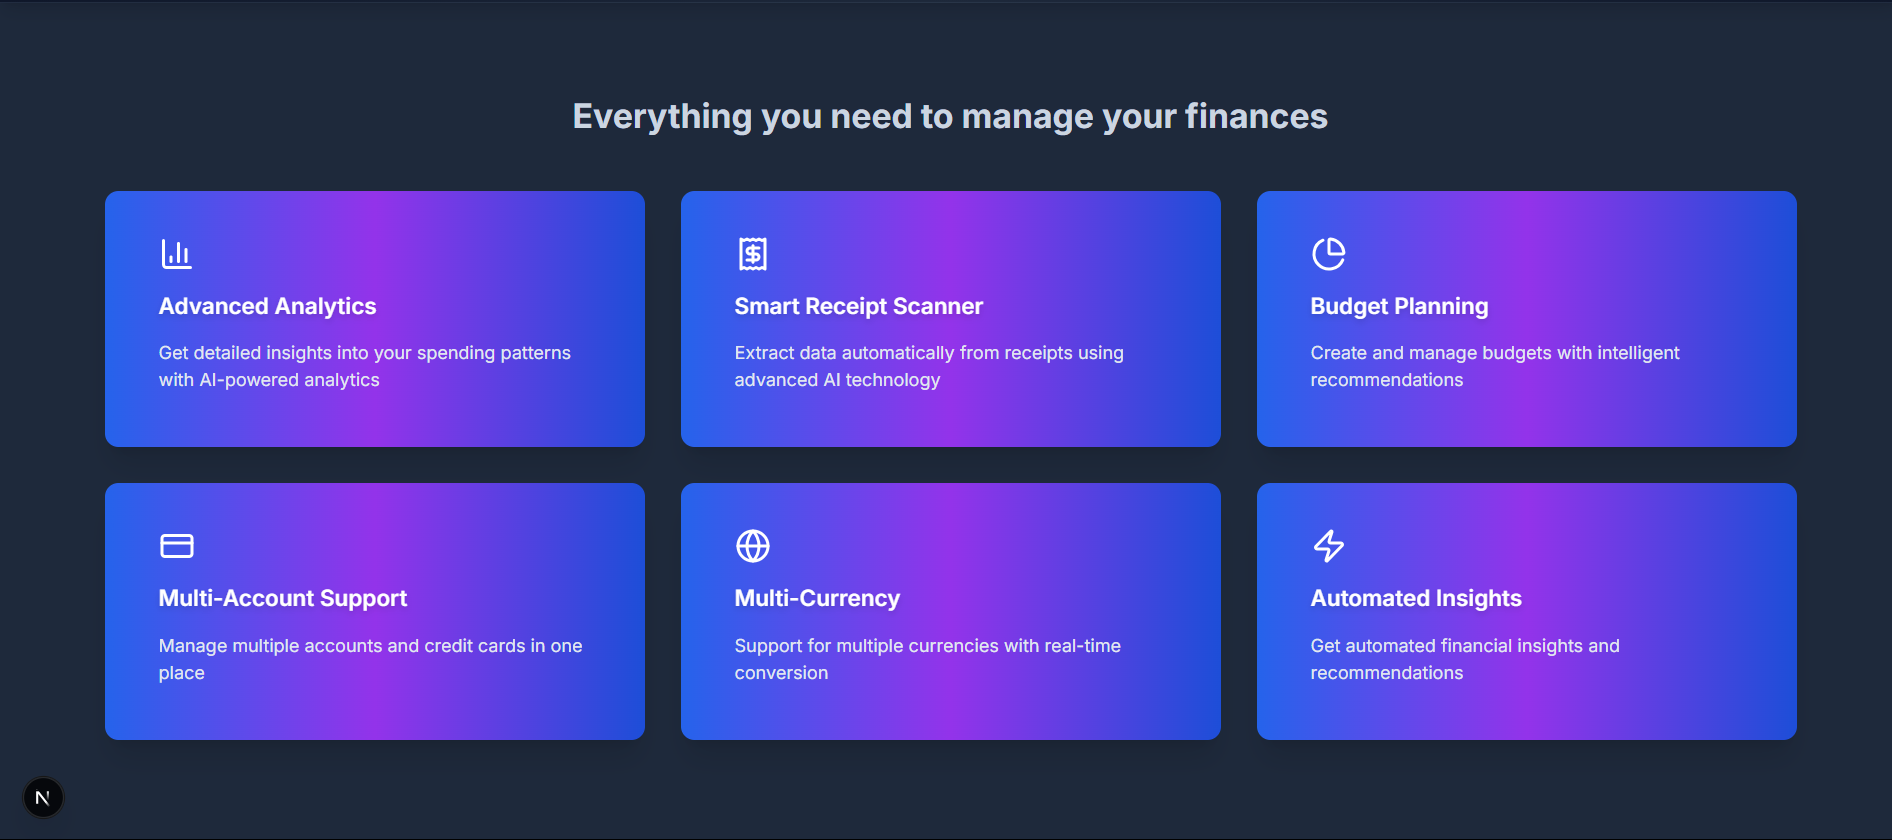 Everything you need to manage your finances
Advanced Analytics
Get detailed insights into your spending patterns
with AI-powered analytics
Smart Receipt Scanner
Extract data automatically from receipts using
advanced AI technology
Budget Planning
Create and manage budgets with intelligent
recommendations
Multi-Account Support
Manage multiple accounts and credit cards in one
place
Multi-Currency
Support for multiple currencies with real-time
conversion
Automated Insights
Get automated financial insights and
recommendations
N